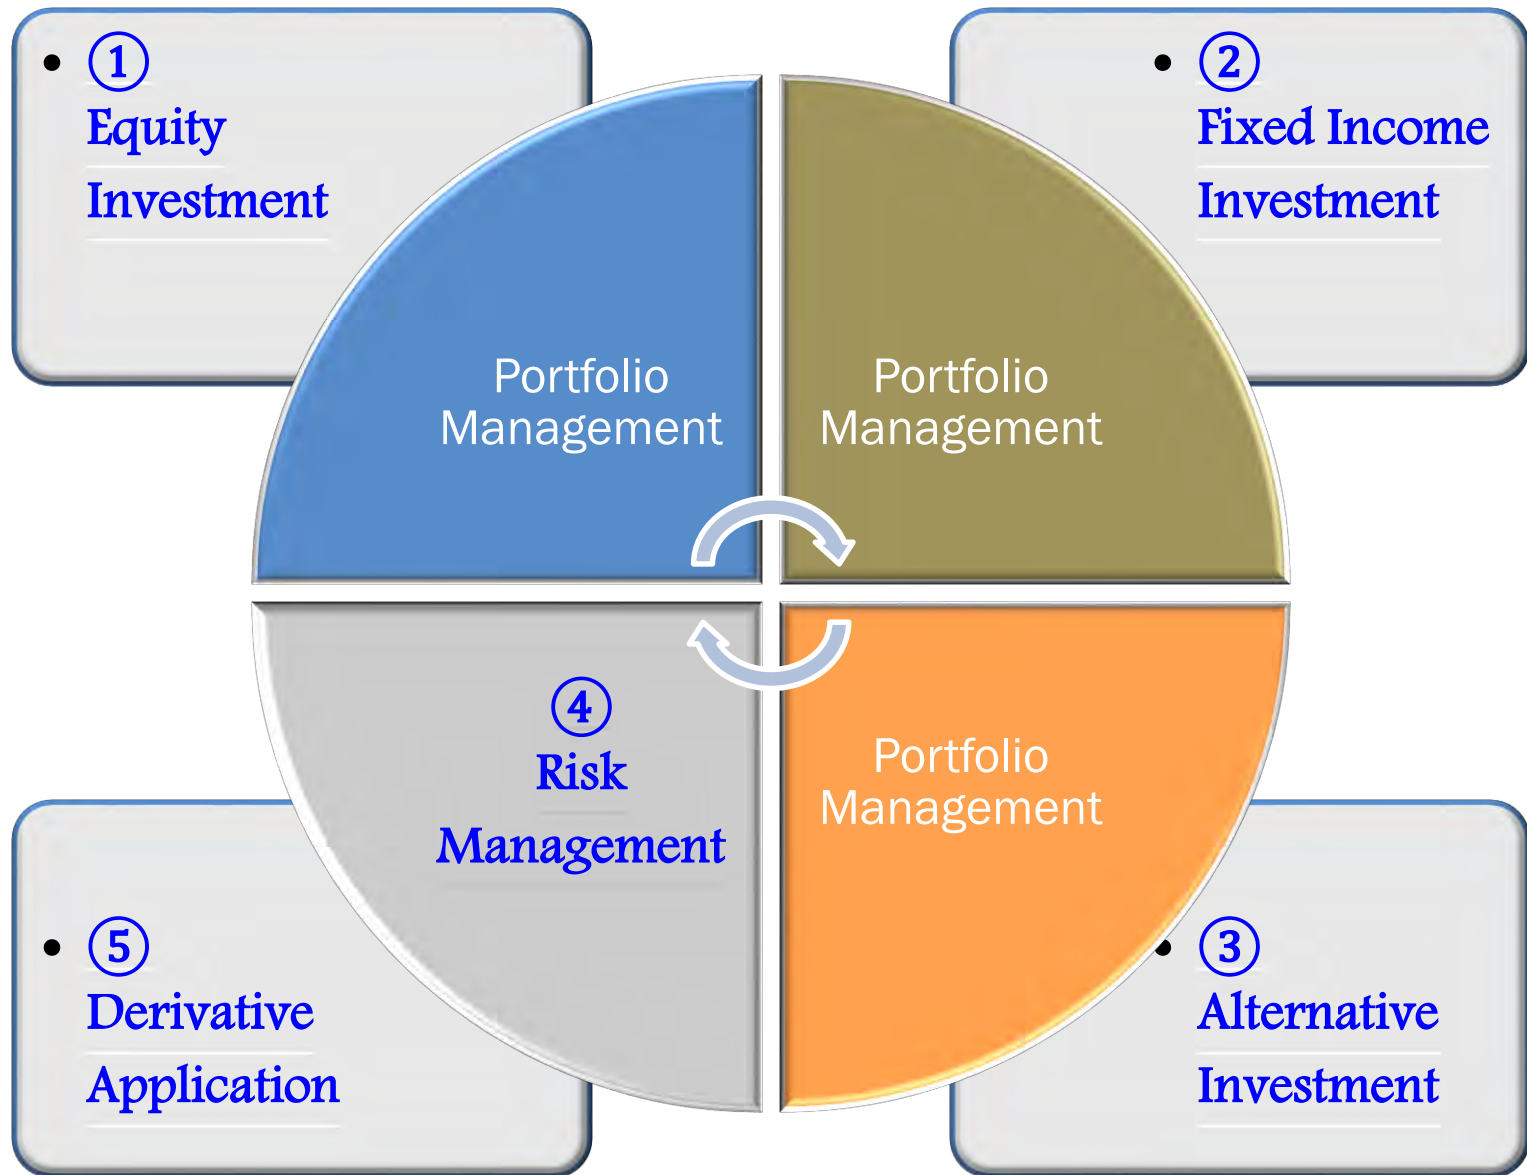 • ①
Equity
Investment
• ②
Fixed Income
Investment
Portfolio
Management
Portfolio
Management
④
Risk
Management
Portfolio
Management
• ⑤
Derivative
Application
• ③
Alternative
Investment